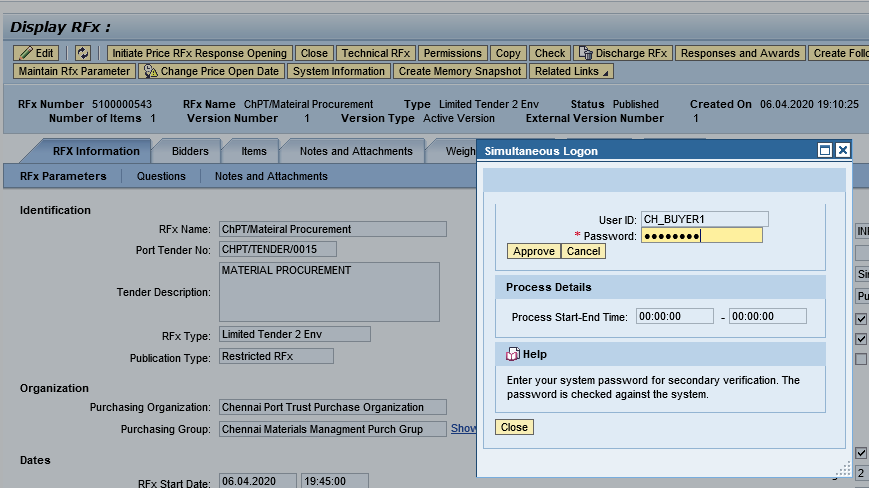 Display RFx :
Edit Initiate Price RFx Response Opening Close Technical RFx Permissions Copy Check Discharge RFx Responses and Awards Create Follo
Maintain Rfx Parameter Change Price Open Date System Information Create Memory Snapshot Related Links
RFx Number 5100000543 RFx Name ChPT/Mateiral Procurement Type Limited Tender 2 Env Status Published Created On 06.04.2020 19:10:25
Number of Items 1 Version Number 1 Version Type Active Version External Version Number 1
RFX Information Bidders Items Notes and Attachments Weigh
RFx Parameters Questions Notes and Attachments
Identification
RFx Name: ChPT/Mateiral Procurement
Port Tender No: CHPT/TENDER/0015
Tender Description: MATERIAL PROCUREMENT
RFx Type: Limited Tender 2 Env
Publication Type: Restricted RFx
Organization
Purchasing Organization: Chennai Port Trust Purchase Organization
Purchasing Group: Chennai Materials Managment Purch Grup Show
Dates
RFx Start Date: 06.04.2020 19:45:00
Simultaneous Logon
User ID: CH_BUYER1
* Password: ●●●●●●●●
Approve Cancel
Process Details
Process Start-End Time: 00:00:00 - 00:00:00
Help
Enter your system password for secondary verification. The
password is checked against the system.
Close
IN
Sin
Pu
2